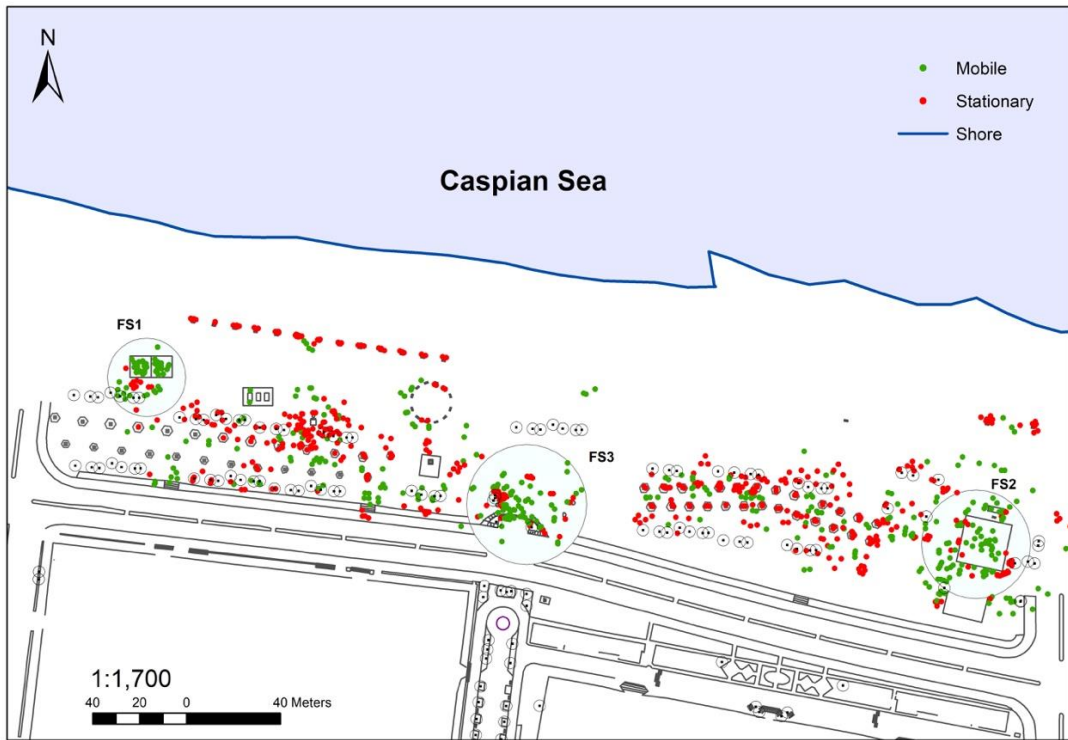 N
Mobile
Stationary
Shore
Caspian Sea
FS1
FS3
FS2
1:1,700
40 20 0 40 Meters